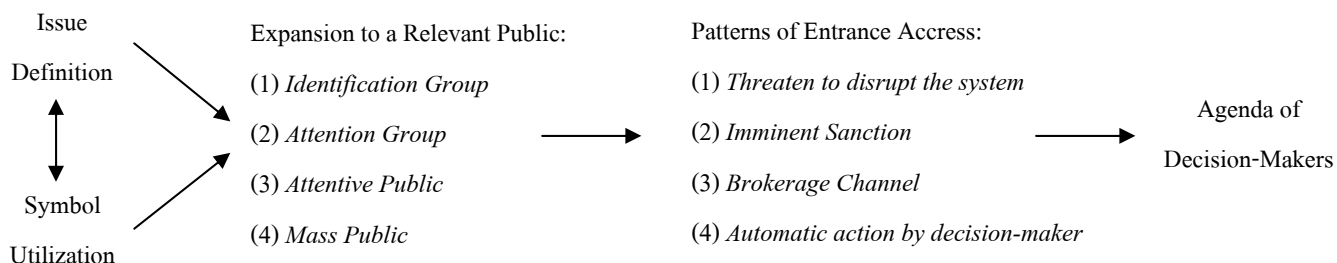 Issue
Definition
Symbol
Utilization
Expansion to a Relevant Public:
(1) Identification Group
(2) Attention Group
(3) Attentive Public
(4) Mass Public
Patterns of Entrance Accress:
(1) Threaten to disrupt the system
(2) Imminent Sanction
(3) Brokerage Channel
(4) Automatic action by decision-maker
Agenda of
Decision-Makers